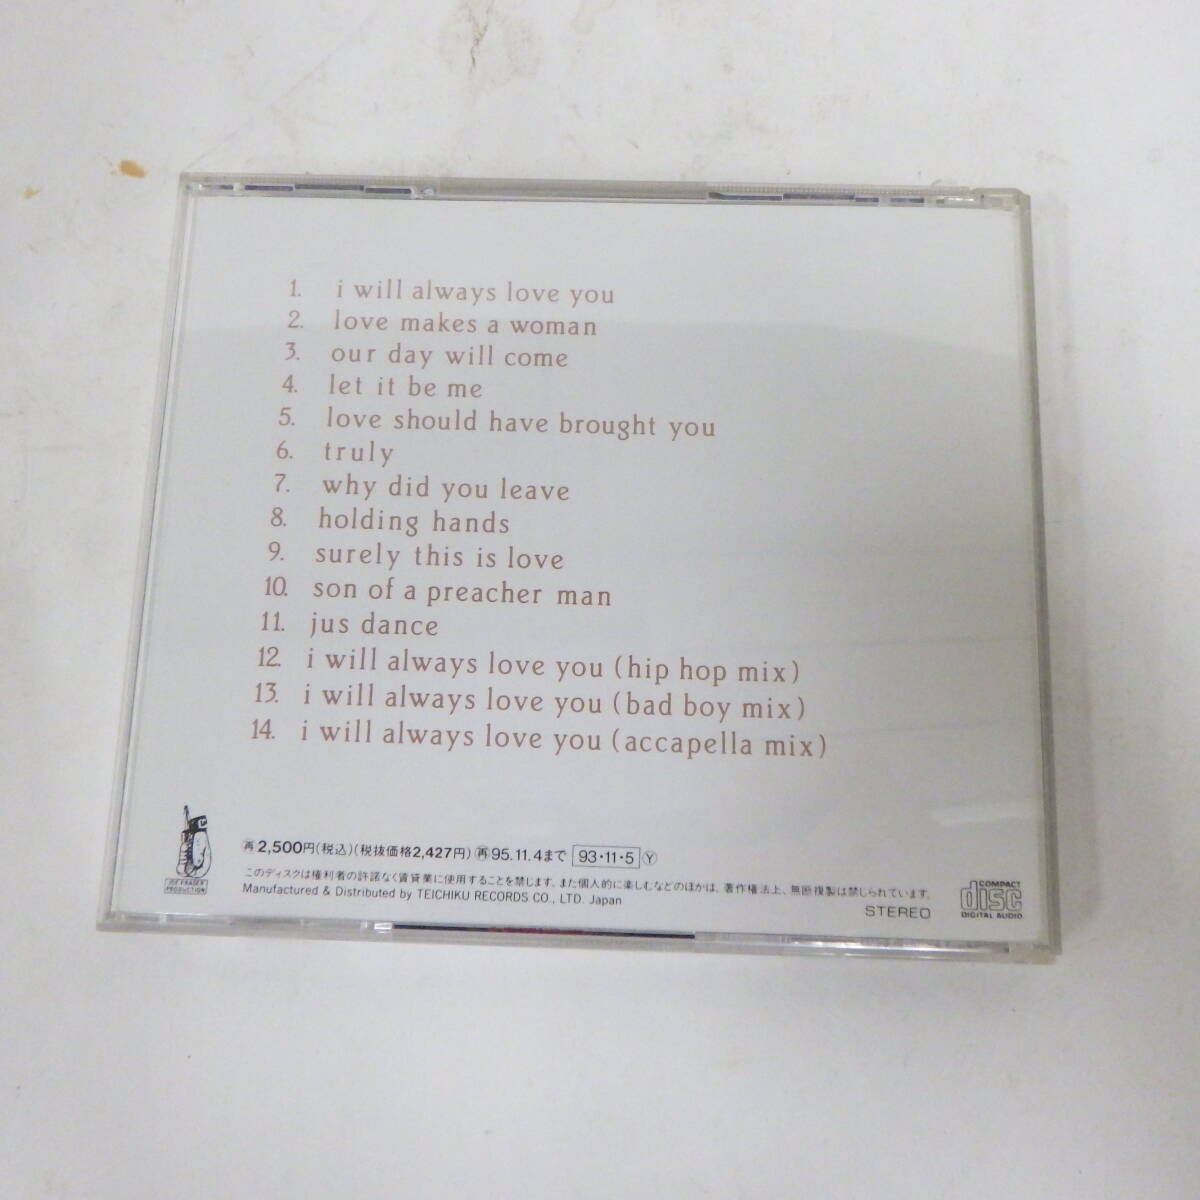 1. i will always love you
2. love makes a woman
3. our day will come
4. let it be me
5. love should have brought you
6. truly
7. why did you leave
8. holding hands
9. surely this is love
10. son of a preacher man
11. jus dance
12. i will always love you (hip hop mix)
13. i will always love you (bad boy mix)
14. i will always love you (accapella mix)
JOE FRASER
PRODUCTION
㊢2,500円(税込)(税抜価格2,427円) ㊢95.11.4まで 93・11・5 Ⓨ
このディスクは権利者の許諾なく賃貸業に使用することを禁じます。また個人的に楽しむなどのほかは、著作権法上、無断複製は禁じられています。
Manufactured & Distributed by TEICHIKU RECORDS CO., LTD. Japan
STEREO
COMPACT
disc
DIGITAL AUDIO